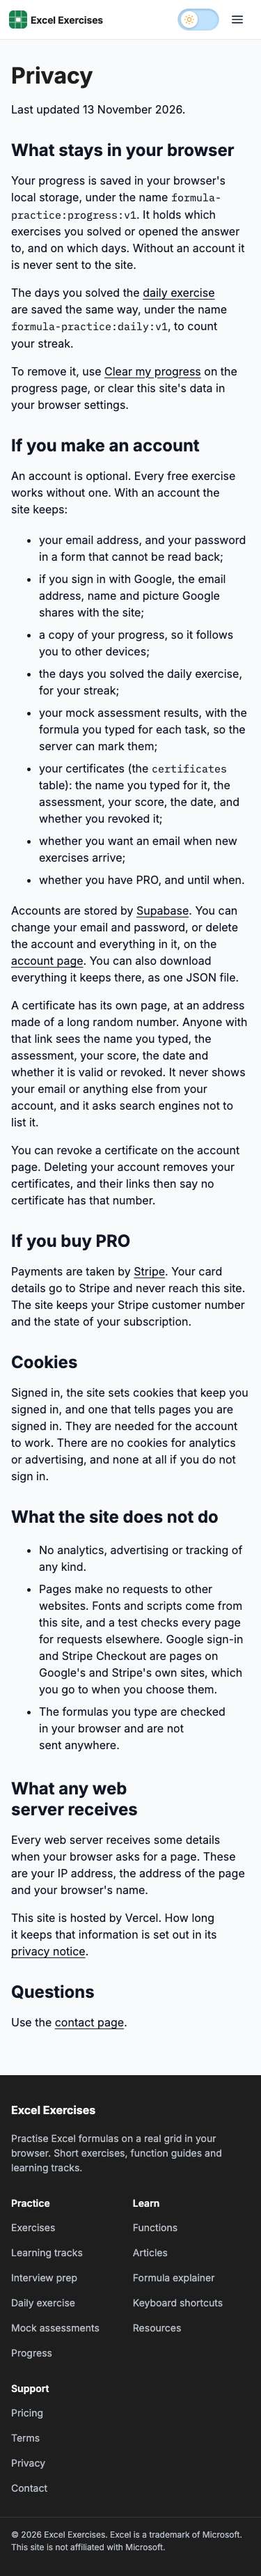 Excel Exercises
Privacy
Last updated 13 November 2026.
What stays in your browser
Your progress is saved in your browser's
local storage, under the name formula-
practice:progress:v1. It holds which
exercises you solved or opened the answer
to, and on which days. Without an account it
is never sent to the site.
The days you solved the daily exercise
are saved the same way, under the name
formula-practice:daily:v1, to count
your streak.
To remove it, use Clear my progress on the
progress page, or clear this site's data in
your browser settings.
If you make an account
An account is optional. Every free exercise
works without one. With an account the
site keeps:
• your email address, and your password
in a form that cannot be read back;
• if you sign in with Google, the email
address, name and picture Google
shares with the site;
• a copy of your progress, so it follows
you to other devices;
• the days you solved the daily exercise,
for your streak;
• your mock assessment results, with the
formula you typed for each task, so the
server can mark them;
• your certificates (the certificates
table): the name you typed for it, the
assessment, your score, the date, and
whether you revoked it;
• whether you want an email when new
exercises arrive;
• whether you have PRO, and until when.
Accounts are stored by Supabase. You can
change your email and password, or delete
the account and everything in it, on the
account page. You can also download
everything it keeps there, as one JSON file.
A certificate has its own page, at an address
made of a long random number. Anyone with
that link sees the name you typed, the
assessment, your score, the date and
whether it is valid or revoked. It never shows
your email or anything else from your
account, and it asks search engines not to
list it.
You can revoke a certificate on the account
page. Deleting your account removes your
certificates, and their links then say no
certificate has that number.
If you buy PRO
Payments are taken by Stripe. Your card
details go to Stripe and never reach this site.
The site keeps your Stripe customer number
and the state of your subscription.
Cookies
Signed in, the site sets cookies that keep you
signed in, and one that tells pages you are
signed in. They are needed for the account
to work. There are no cookies for analytics
or advertising, and none at all if you do not
sign in.
What the site does not do
• No analytics, advertising or tracking of
any kind.
• Pages make no requests to other
websites. Fonts and scripts come from
this site, and a test checks every page
for requests elsewhere. Google sign-in
and Stripe Checkout are pages on
Google's and Stripe's own sites, which
you go to when you choose them.
• The formulas you type are checked
in your browser and are not
sent anywhere.
What any web
server receives
Every web server receives some details
when your browser asks for a page. These
are your IP address, the address of the page
and your browser's name.
This site is hosted by Vercel. How long
it keeps that information is set out in its
privacy notice.
Questions
Use the contact page.
Excel Exercises
Practise Excel formulas on a real grid in your
browser. Short exercises, function guides and
learning tracks.
Practice
Exercises
Learning tracks
Interview prep
Daily exercise
Mock assessments
Progress
Learn
Functions
Articles
Formula explainer
Keyboard shortcuts
Resources
Support
Pricing
Terms
Privacy
Contact
© 2026 Excel Exercises. Excel is a trademark of Microsoft.
This site is not affiliated with Microsoft.